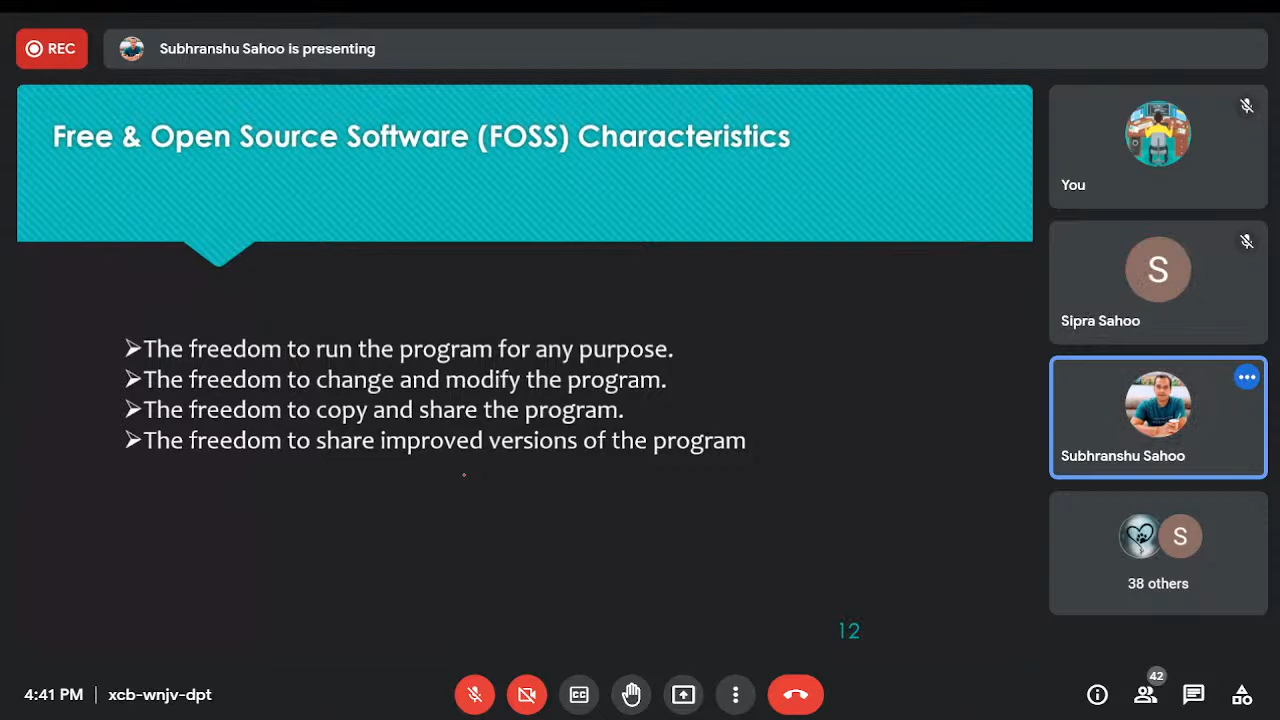 REC
Subhranshu Sahoo is presenting
Free & Open Source Software (FOSS) Characteristics
You
S
Sipra Sahoo
➢The freedom to run the program for any purpose.
➢The freedom to change and modify the program.
➢The freedom to copy and share the program.
➢The freedom to share improved versions of the program
Subhranshu Sahoo
S
38 others
12
4:41 PM | xcb-wnjv-dpt
CC
42